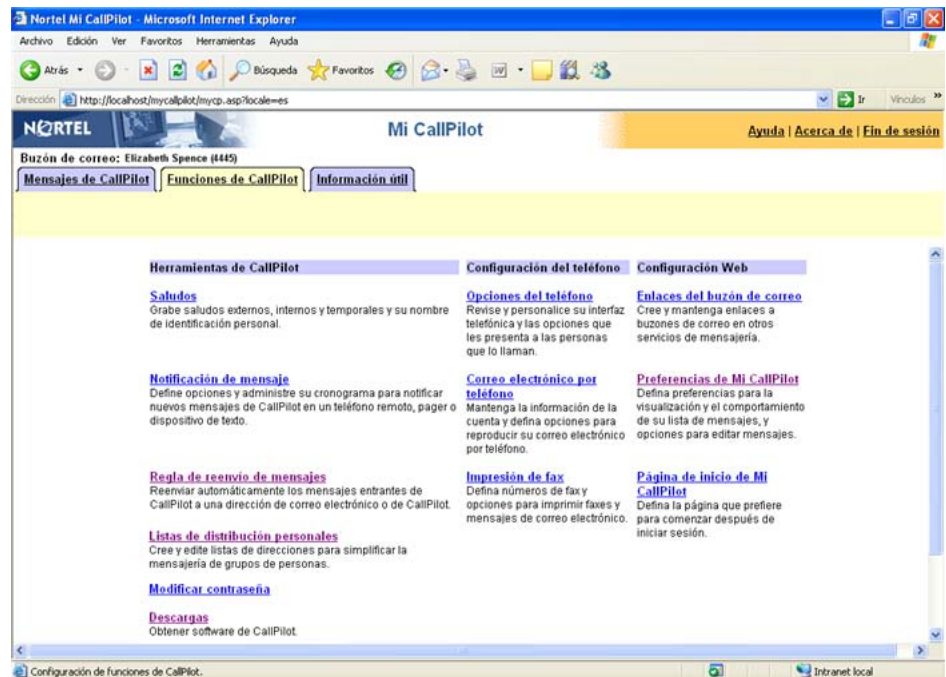 Nortel Mi CallPilot - Microsoft Internet Explorer
Archivo Edición Ver Favoritos Herramientas Ayuda
Atrás Búsqueda Favoritos
Dirección http://localhost/mycallpilot/mycp.asp?locale=es Ir Vínculos »
NORTEL Mi CallPilot Ayuda | Acerca de | Fin de sesión
Buzón de correo: Elizabeth Spence (4445)
Mensajes de CallPilot Funciones de CallPilot Información útil
Herramientas de CallPilot
Saludos
Grabe saludos externos, internos y temporales y su nombre
de identificación personal.
Notificación de mensaje
Define opciones y administre su cronograma para notificar
nuevos mensajes de CallPilot en un teléfono remoto, pager o
dispositivo de texto.
Regla de reenvío de mensajes
Reenviar automáticamente los mensajes entrantes de
CallPilot a una dirección de correo electrónico o de CallPilot.
Listas de distribución personales
Cree y edite listas de direcciones para simplificar la
mensajería de grupos de personas.
Modificar contraseña
Descargas
Obtener software de CallPilot.
Configuración del teléfono
Opciones del teléfono
Revise y personalice su interfaz
telefónica y las opciones que
les presenta a las personas
que lo llaman.
Correo electrónico por
teléfono
Mantenga la información de la
cuenta y defina opciones para
reproducir su correo electrónico
por teléfono.
Impresión de fax
Defina números de fax y
opciones para imprimir faxes y
mensajes de correo electrónico.
Configuración Web
Enlaces del buzón de correo
Cree y mantenga enlaces a
buzones de correo en otros
servicios de mensajería.
Preferencias de Mi CallPilot
Defina preferencias para la
visualización y el comportamiento
de su lista de mensajes, y
opciones para editar mensajes.
Página de inicio de Mi
CallPilot
Defina la página que prefiere
para comenzar después de
iniciar sesión.
Configuración de funciones de CallPilot. Intranet local